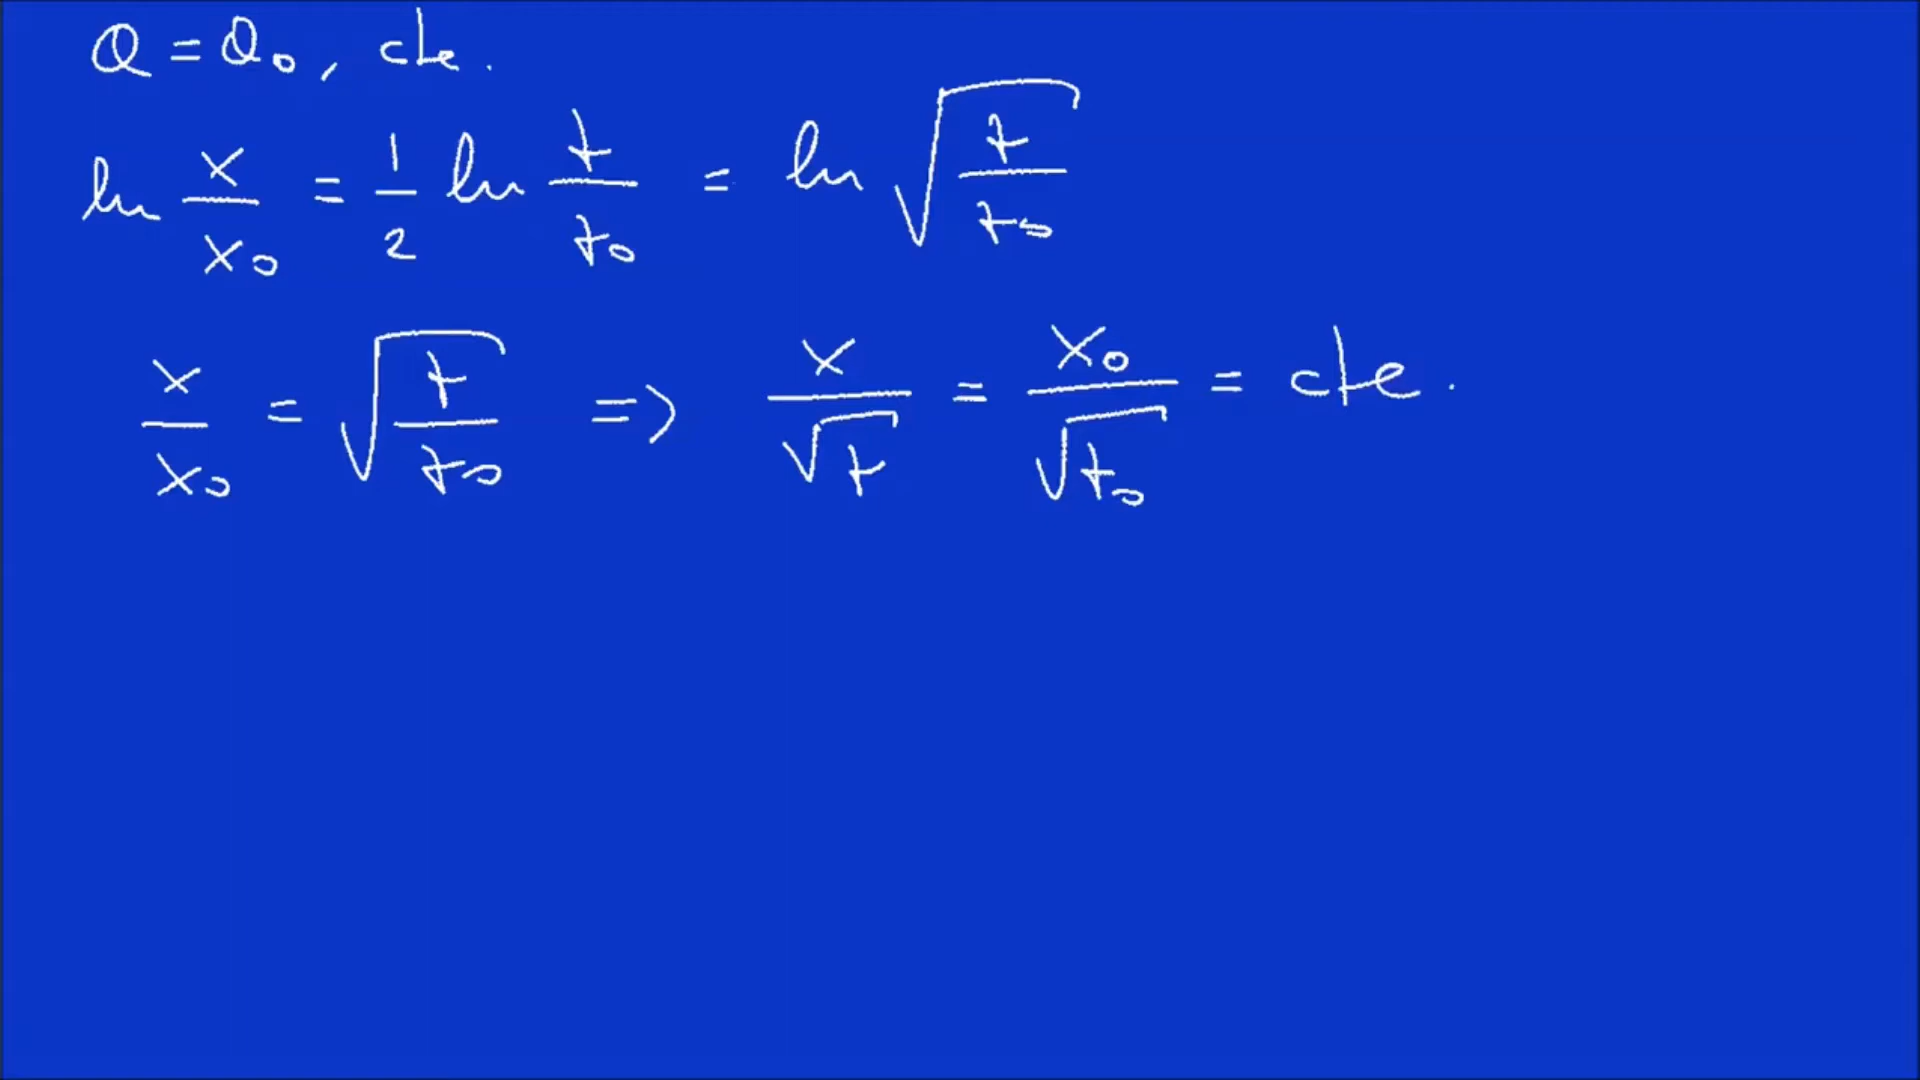 Q = Q₀, cte.
ln x/x₀ = 1/2 ln t/t₀ = ln √(t/t₀)
x/x₀ = √(t/t₀) => x/√t = x₀/√t₀ = cte.